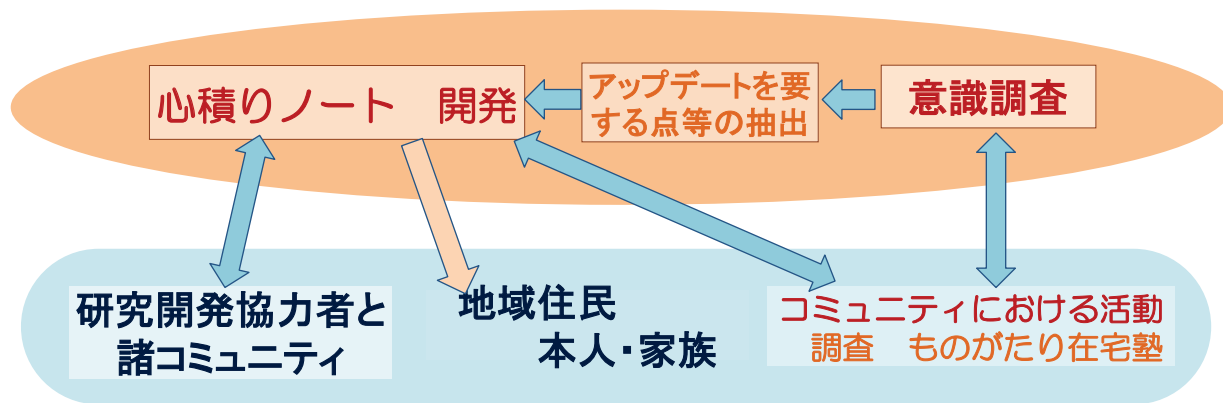 心積りノート　開発
アップデートを要
する点等の抽出
意識調査
研究開発協力者と
諸コミュニティ
地域住民
本人・家族
コミュニティにおける活動
調査　ものがたり在宅塾